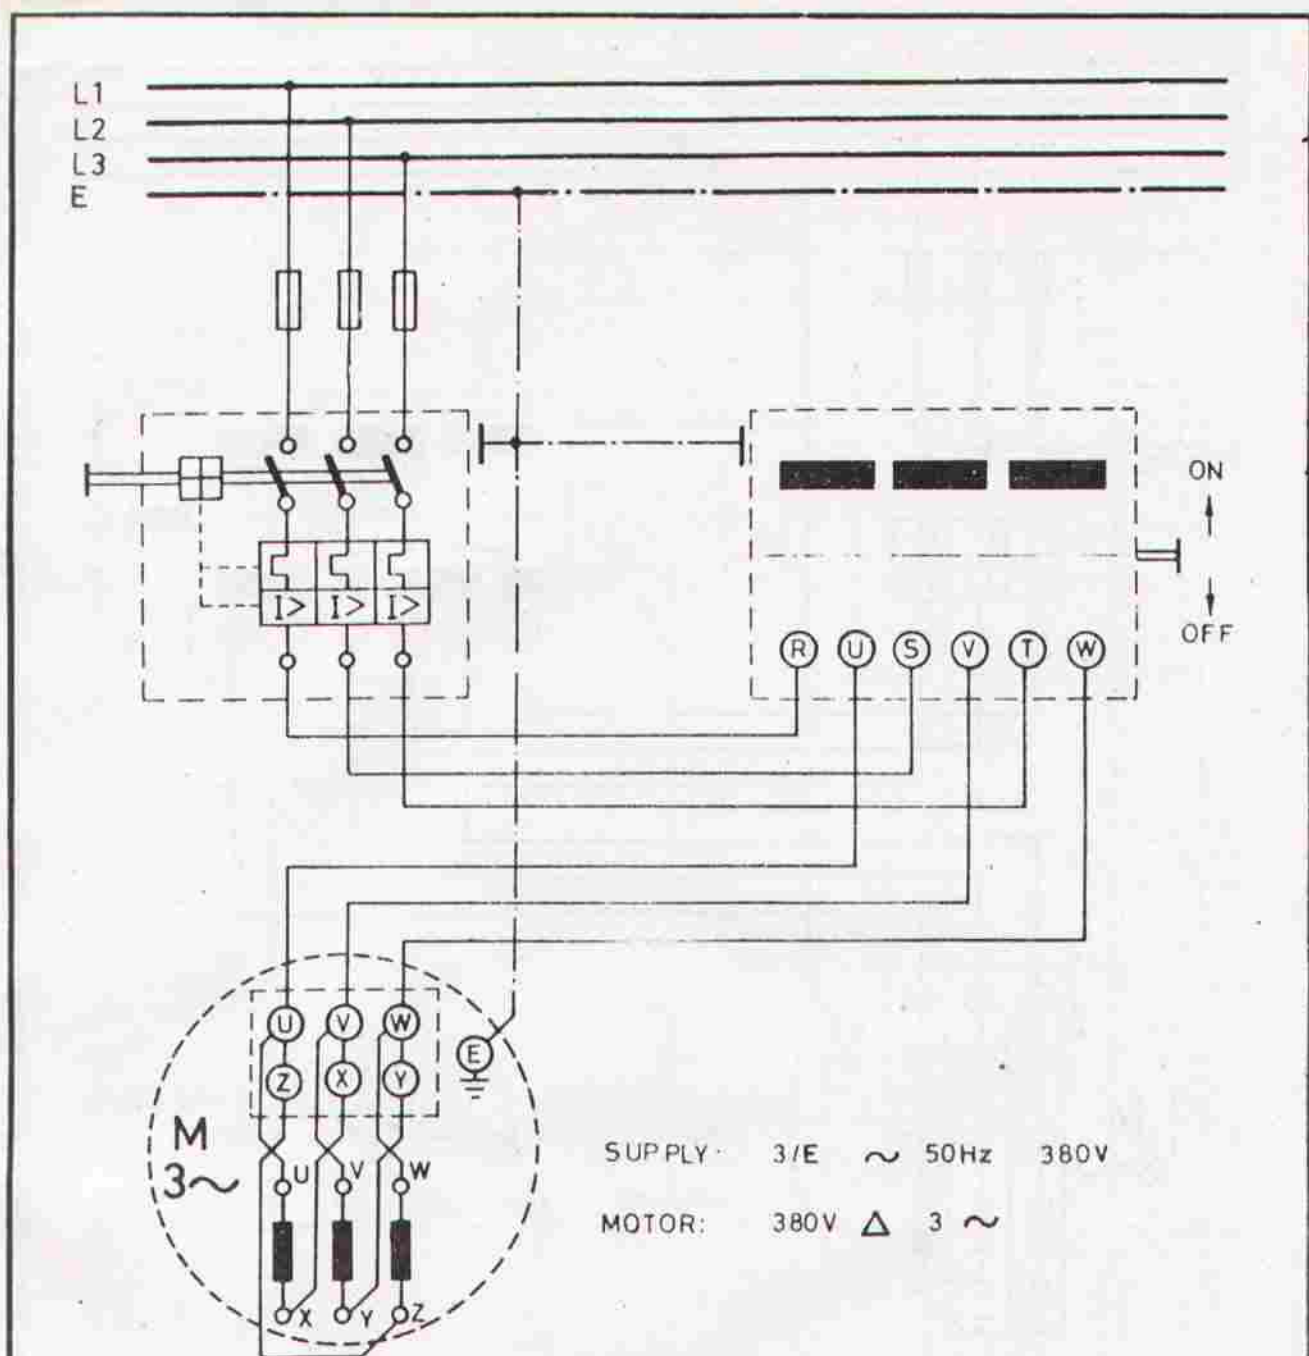 L1
L2
L3
E
ON
I> I> I>
OFF
R U S V T W
U V W
E
Z X Y
M
3~
U V W
X Y Z
SUPPLY: 3/E ~ 50Hz 380V
MOTOR: 380V △ 3 ~